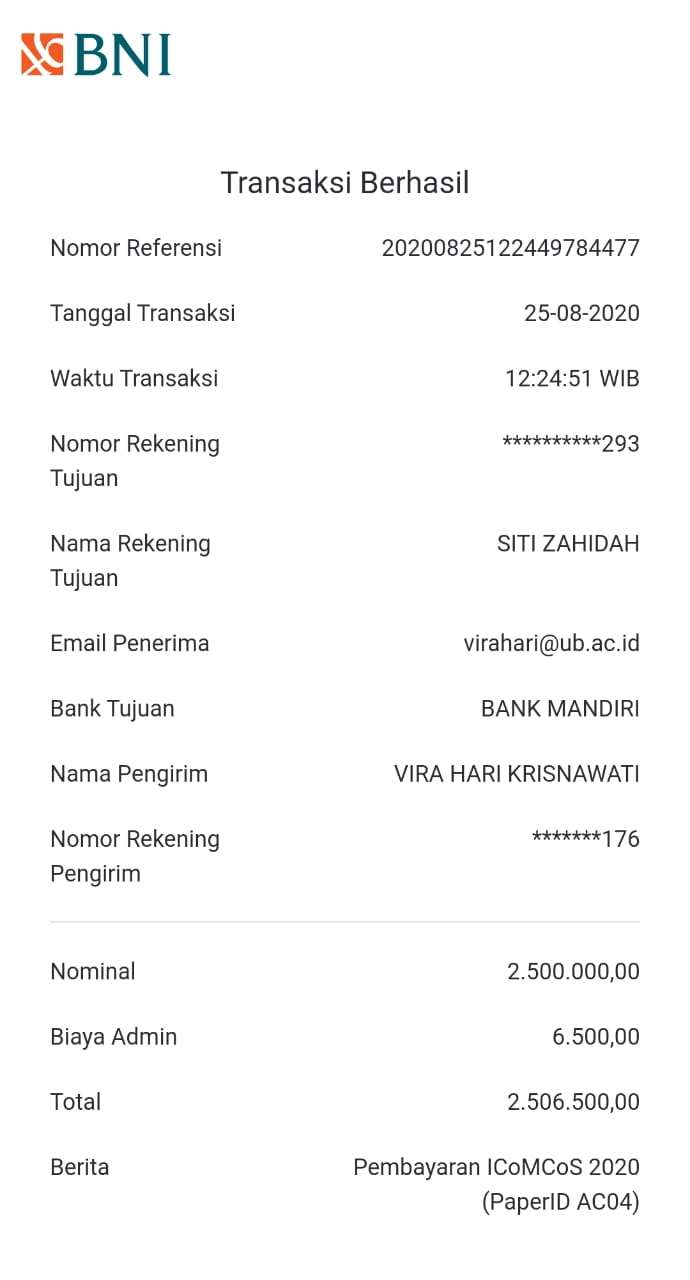 BNI
Transaksi Berhasil
Nomor Referensi 20200825122449784477
Tanggal Transaksi 25-08-2020
Waktu Transaksi 12:24:51 WIB
Nomor Rekening **********293
Tujuan
Nama Rekening SITI ZAHIDAH
Tujuan
Email Penerima virahari@ub.ac.id
Bank Tujuan BANK MANDIRI
Nama Pengirim VIRA HARI KRISNAWATI
Nomor Rekening *******176
Pengirim
Nominal 2.500.000,00
Biaya Admin 6.500,00
Total 2.506.500,00
Berita Pembayaran ICoMCoS 2020
(PaperID AC04)